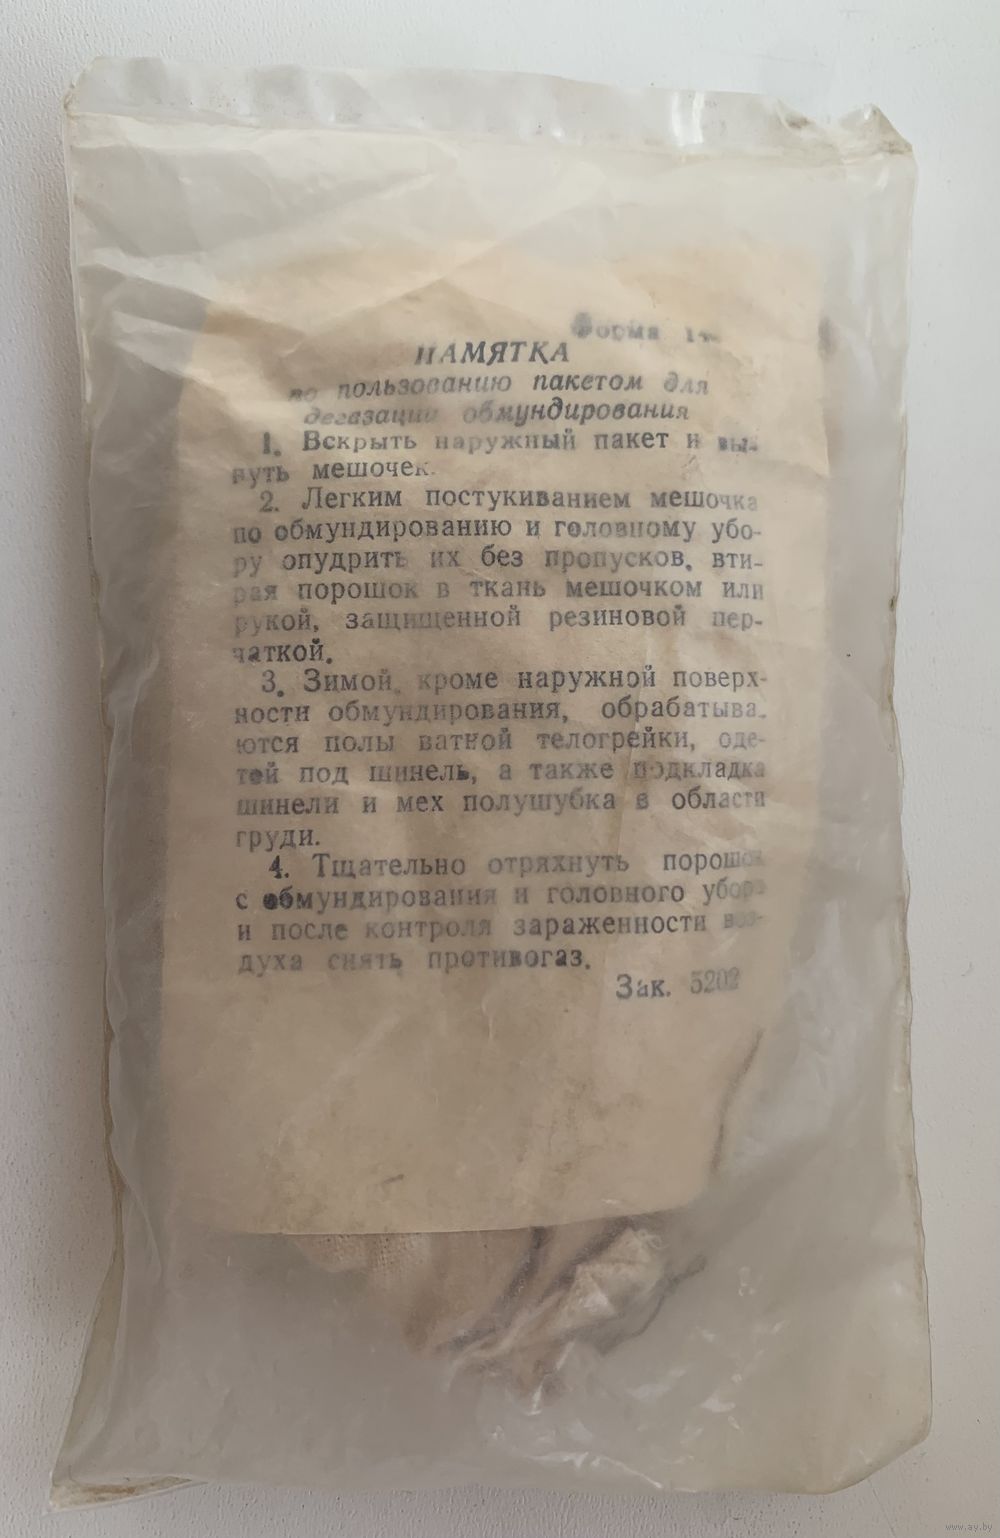 Форма
ПАМЯТКА
по пользованию пакетом для
дегазации обмундирования
1. Вскрыть наружный пакет и вы-
нуть мешочек.
2. Легким постукиванием мешочка
по обмундированию и головному убо-
ру опудрить их без пропусков, вти-
рая порошок в ткань мешочком или
рукой, защищенной резиновой пер-
чаткой.
3. Зимой, кроме наружной поверх-
ности обмундирования, обрабатыва-
ются полы ватной телогрейки, оде-
той под шинель, а также подкладка
шинели и мех полушубка в области
груди.
4. Тщательно отряхнуть порошок
с обмундирования и головного убора
и после контроля зараженности воз-
духа снять противогаз.
Зак. 5202
www.ay.by